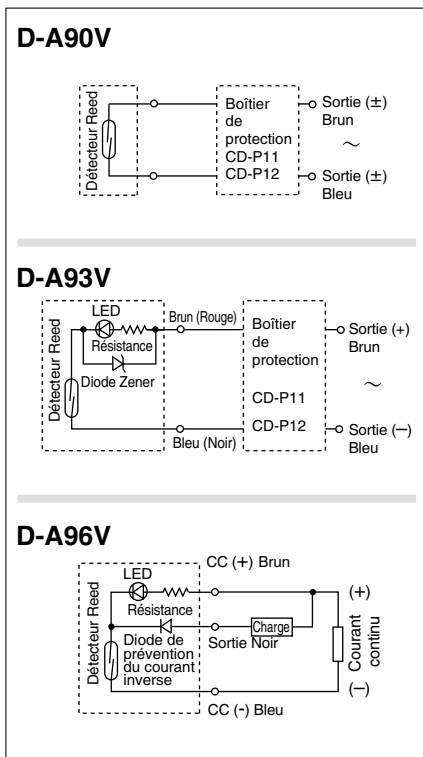 D-A90V
Détecteur Reed
Boîtier
de
protection
CD-P11
CD-P12
Sortie (±)
Brun
～
Sortie (±)
Bleu
D-A93V
Détecteur Reed
LED
Résistance
Diode Zener
Brun (Rouge)
Bleu (Noir)
Boîtier
de
protection
CD-P11
CD-P12
Sortie (+)
Brun
～
Sortie (−)
Bleu
D-A96V
Détecteur Reed
LED
Résistance
Diode de
prévention
du courant
inverse
CC (+) Brun
Sortie Noir
Charge
CC (-) Bleu
(+)
Courant
continu
(−)